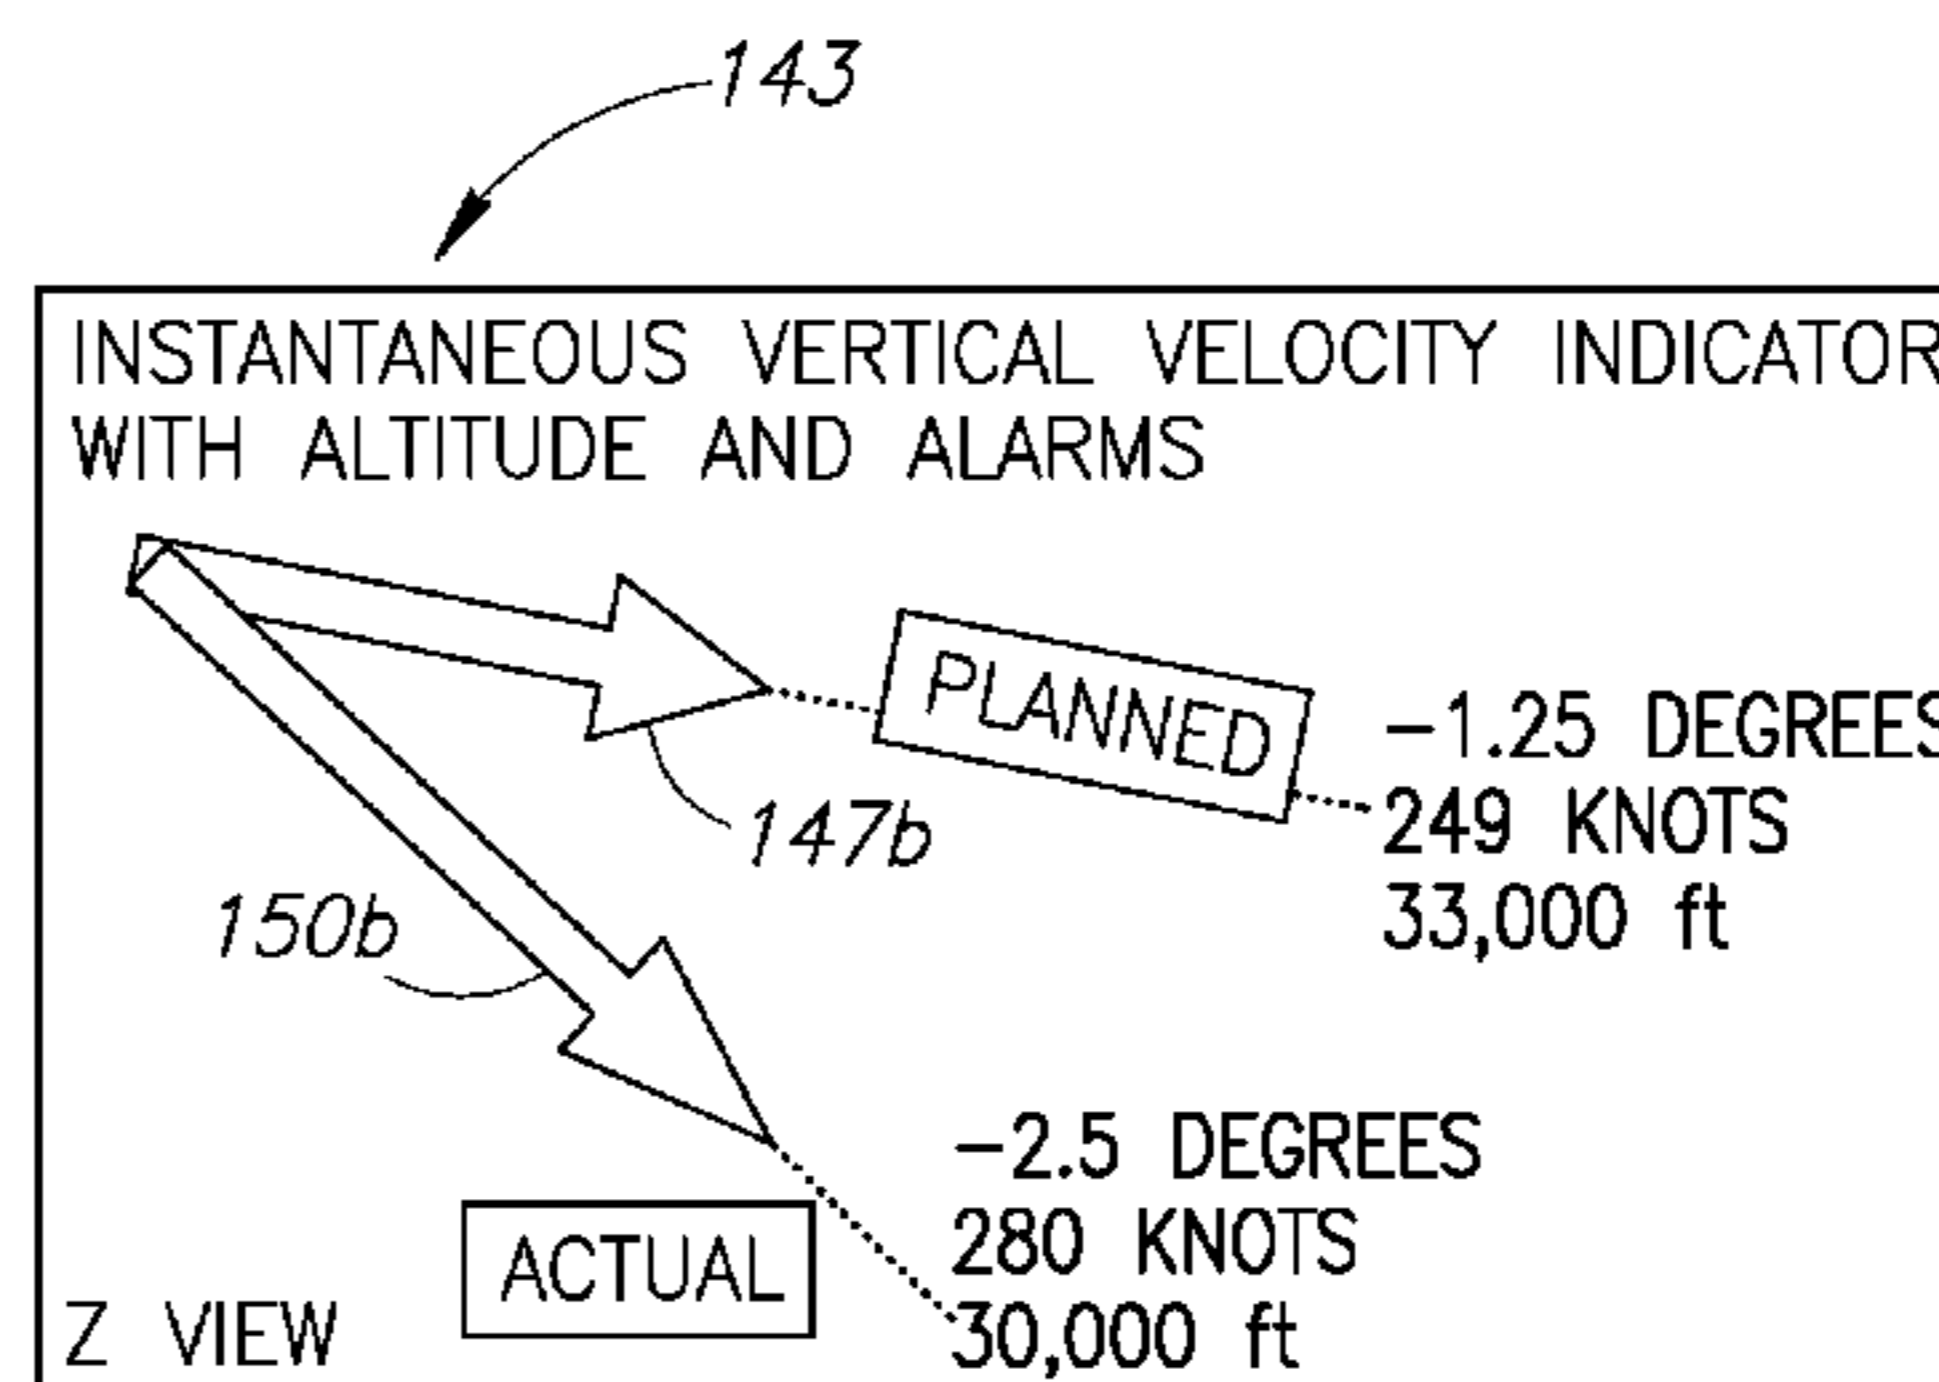 143
INSTANTANEOUS VERTICAL VELOCITY INDICATOR
WITH ALTITUDE AND ALARMS
PLANNED
-1.25 DEGREES
249 KNOTS
33,000 ft
147b
150b
-2.5 DEGREES
280 KNOTS
30,000 ft
ACTUAL
Z VIEW